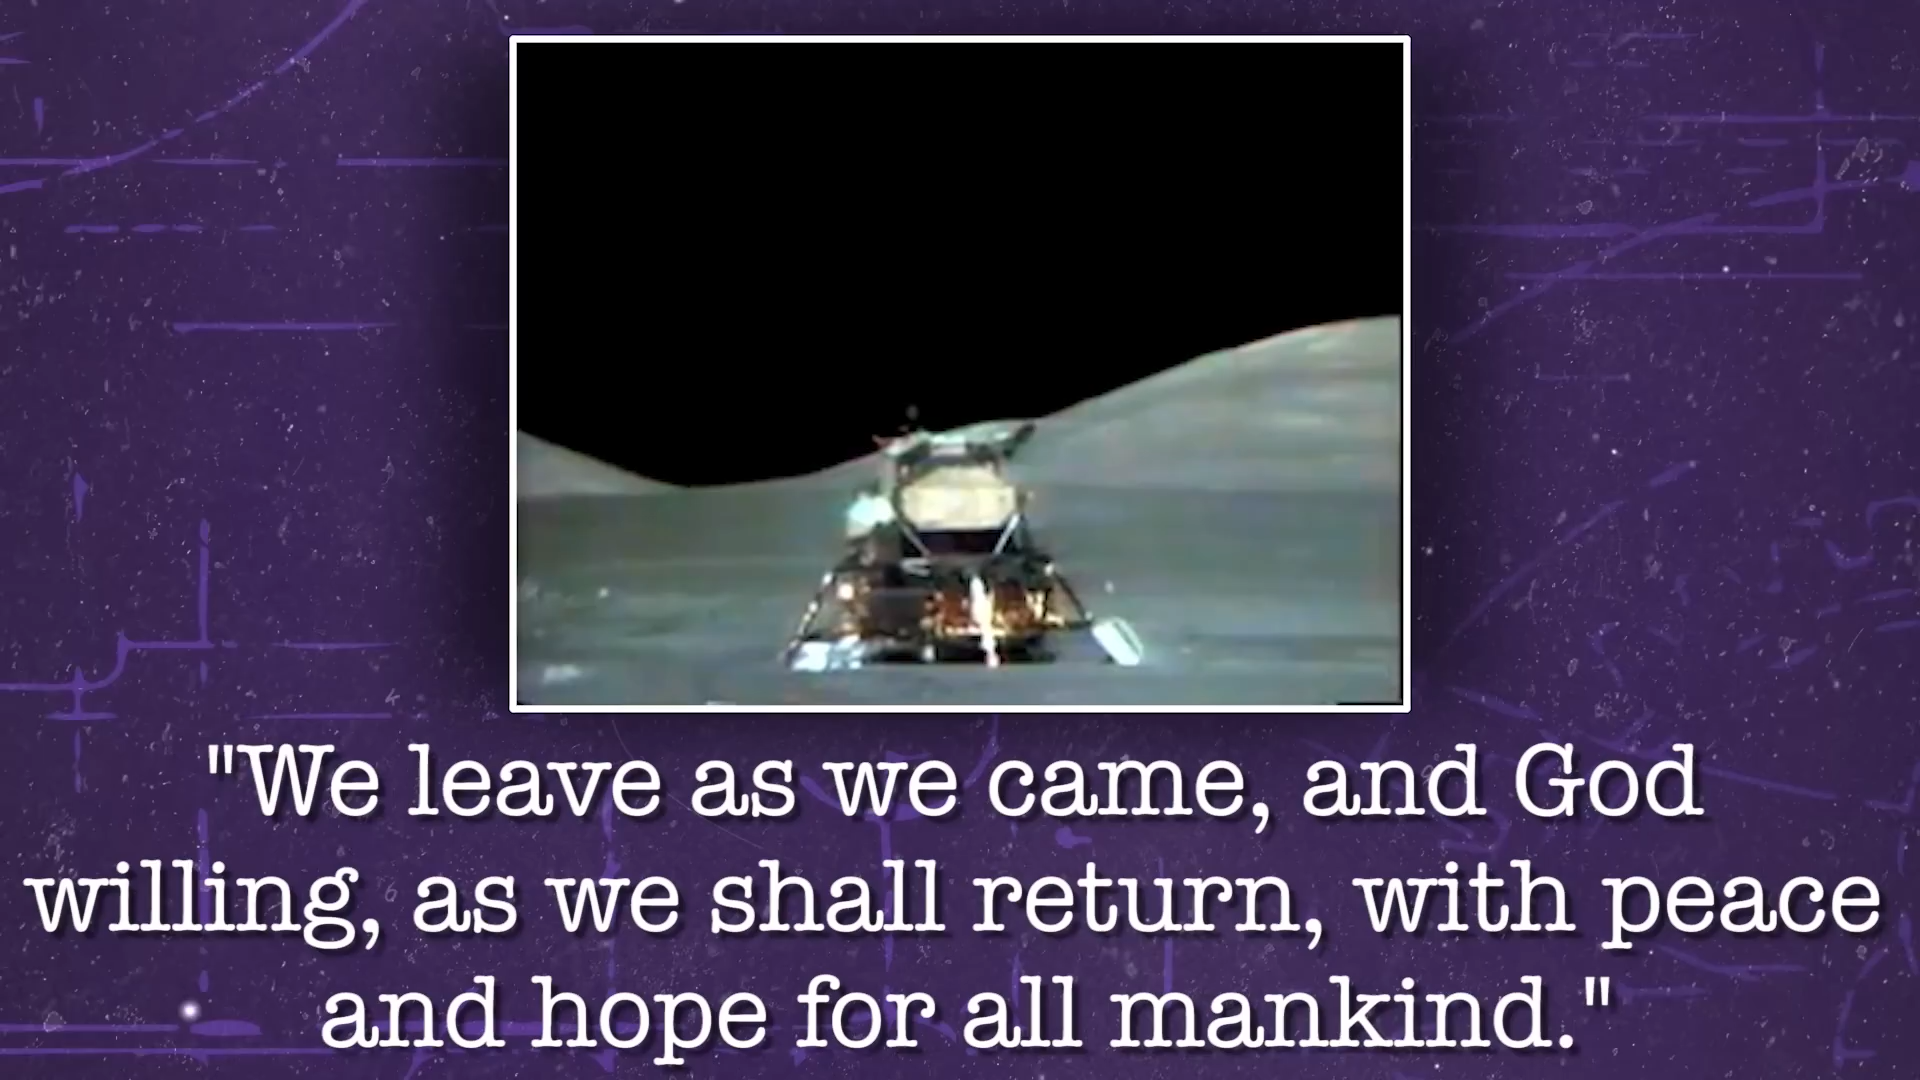 "We leave as we came, and God
willing, as we shall return, with peace
and hope for all mankind."